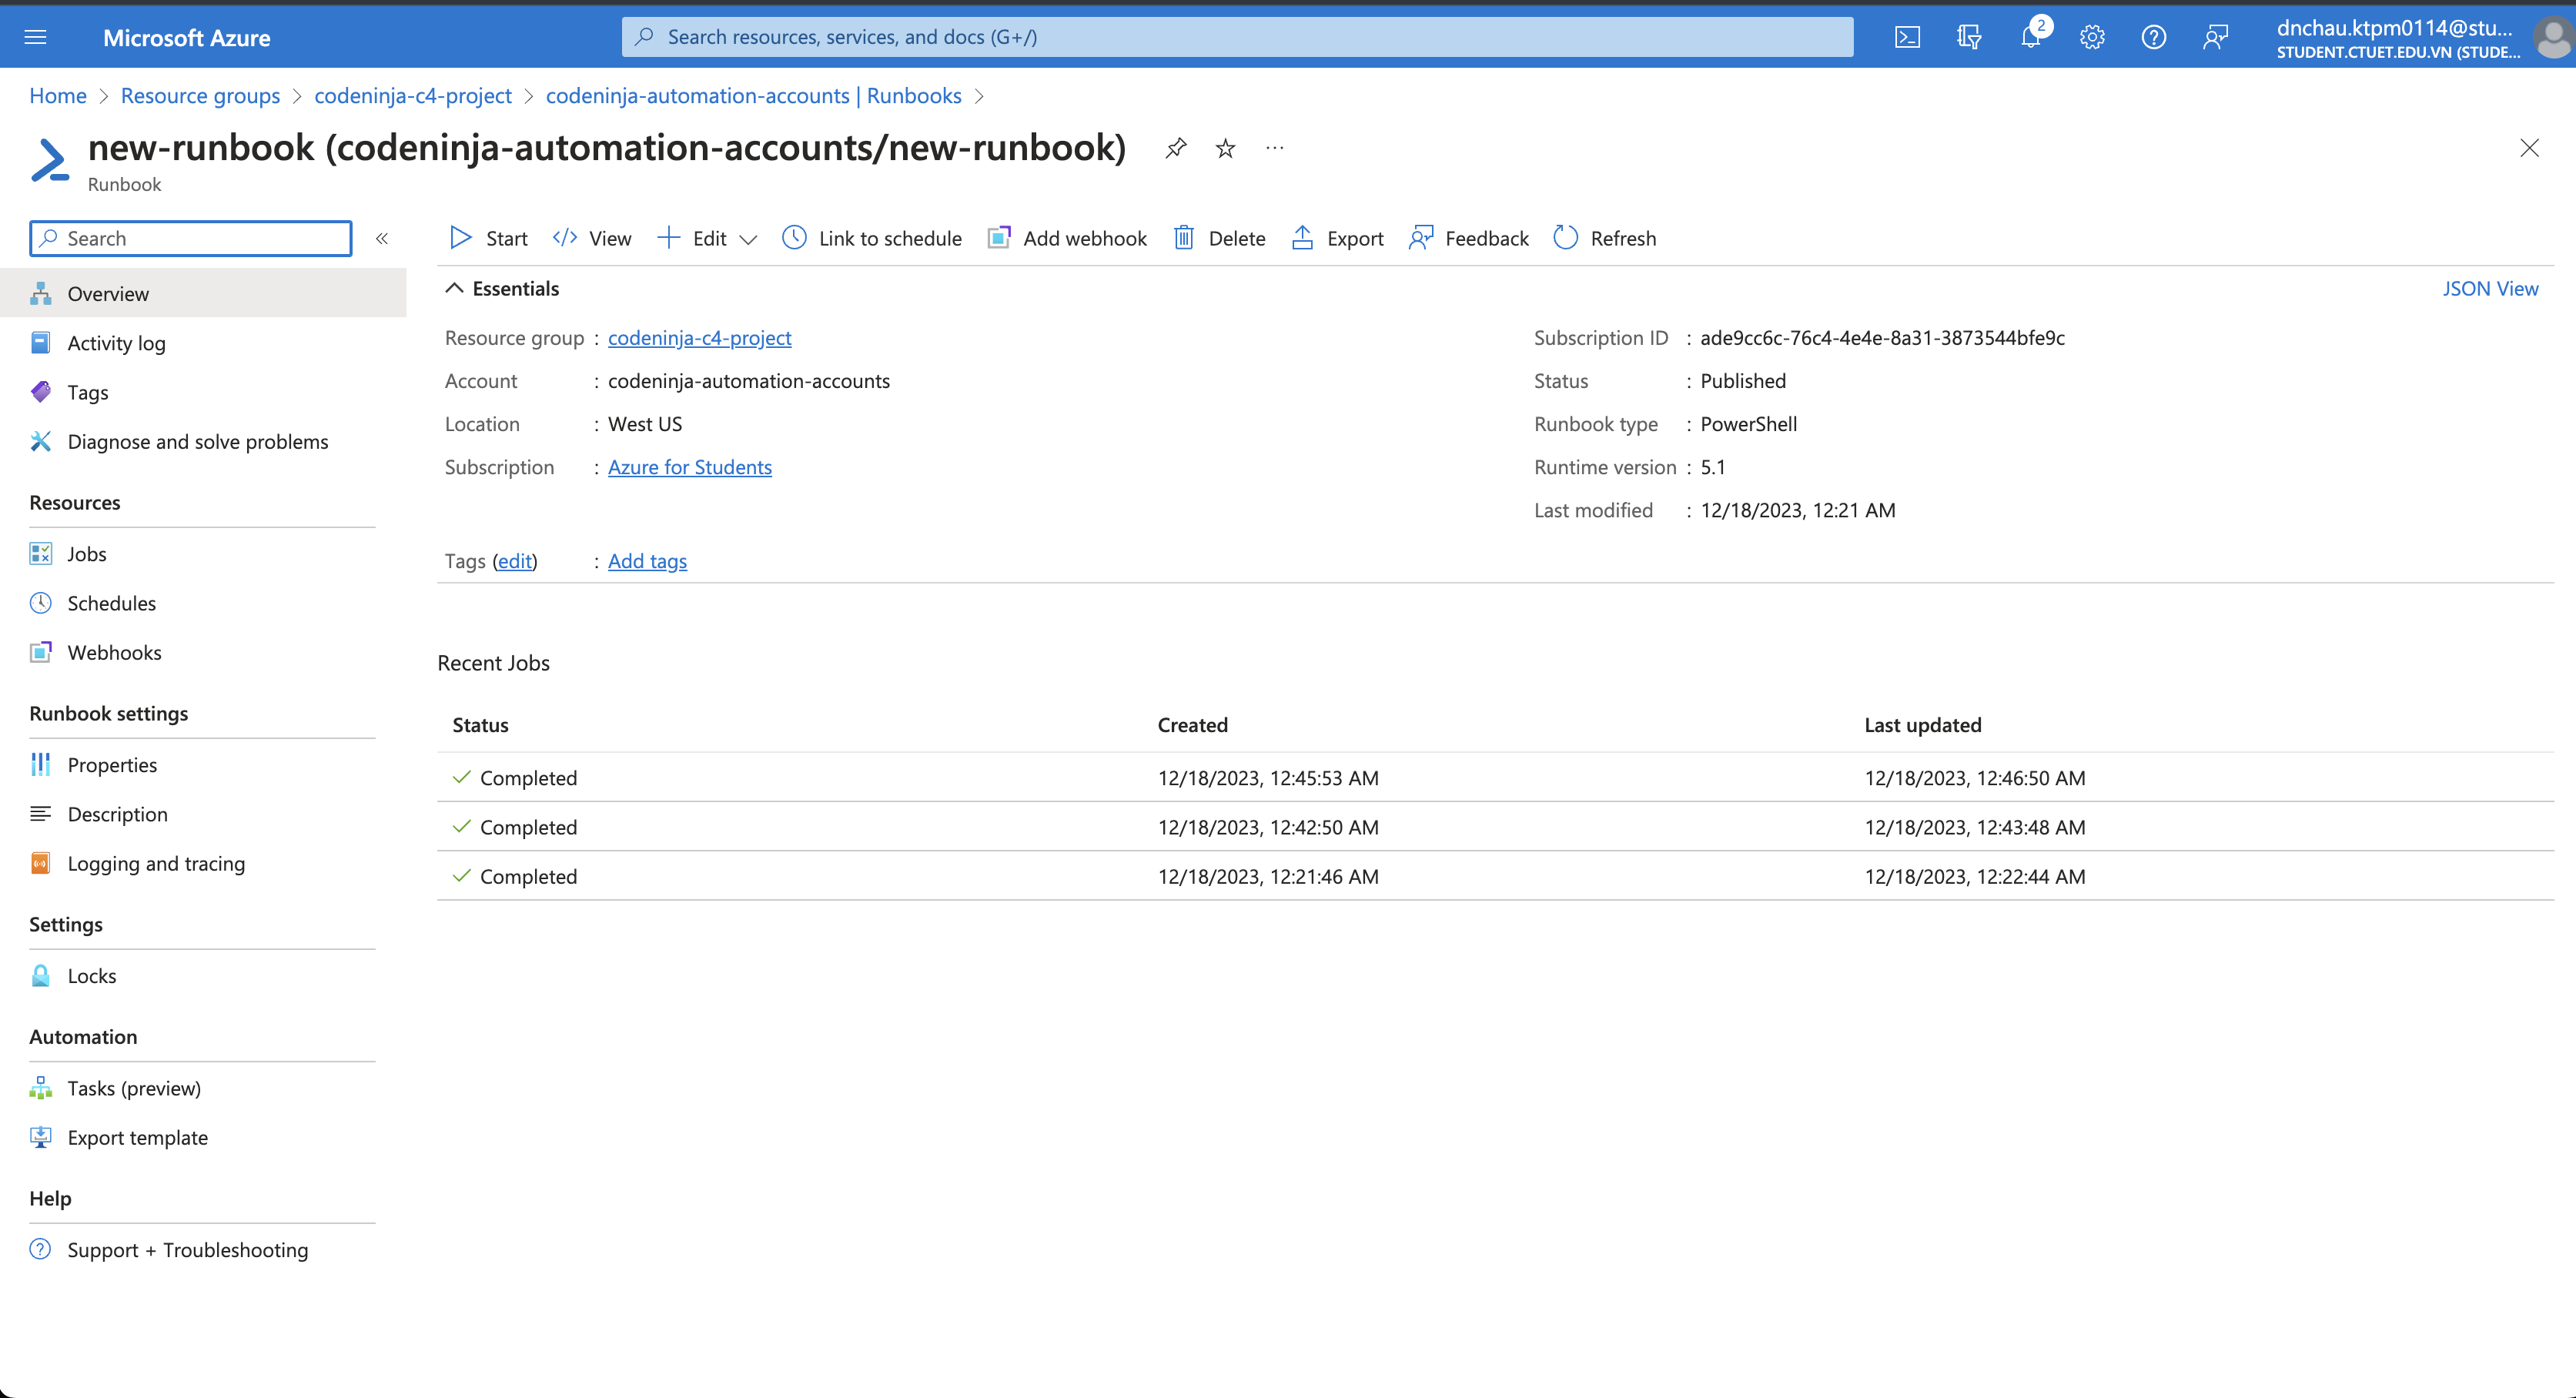 Microsoft Azure
Search resources, services, and docs (G+/)
2
dnchau.ktpm0114@stu...
STUDENT.CTUET.EDU.VN (STUDE...
Home > Resource groups > codeninja-c4-project > codeninja-automation-accounts | Runbooks >
new-runbook (codeninja-automation-accounts/new-runbook)
Runbook
Search
Start
View
Edit
Link to schedule
Add webhook
Delete
Export
Feedback
Refresh
Overview
Activity log
Tags
Diagnose and solve problems
Resources
Jobs
Schedules
Webhooks
Runbook settings
Properties
Description
Logging and tracing
Settings
Locks
Automation
Tasks (preview)
Export template
Help
Support + Troubleshooting
Essentials
JSON View
Resource group : codeninja-c4-project
Account : codeninja-automation-accounts
Location : West US
Subscription : Azure for Students
Subscription ID : ade9cc6c-76c4-4e4e-8a31-3873544bfe9c
Status : Published
Runbook type : PowerShell
Runtime version : 5.1
Last modified : 12/18/2023, 12:21 AM
Tags (edit) : Add tags
Recent Jobs
Status Created Last updated
Completed 12/18/2023, 12:45:53 AM 12/18/2023, 12:46:50 AM
Completed 12/18/2023, 12:42:50 AM 12/18/2023, 12:43:48 AM
Completed 12/18/2023, 12:21:46 AM 12/18/2023, 12:22:44 AM